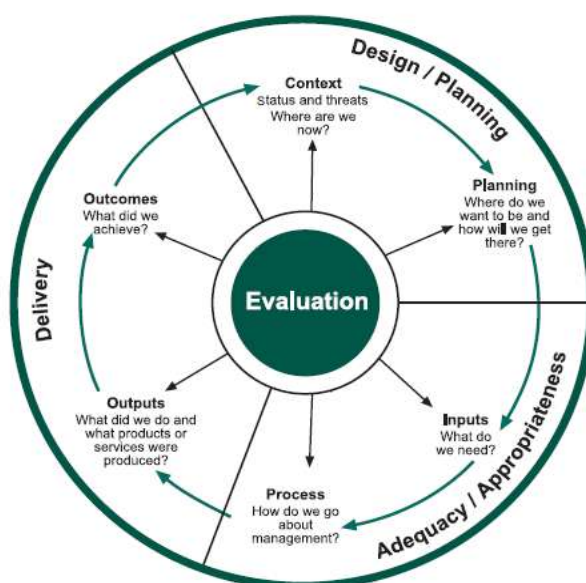 Design / Planning
Context
Status and threats
Where are we
now?
Planning
Where do we
want to be and
how will we get
there?
Outcomes
What did we
achieve?
Delivery
Evaluation
Outputs
What did we do and
what products or
services were
produced?
Inputs
What do
we need?
Process
How do we go
about
management?
Adequacy / Appropriateness